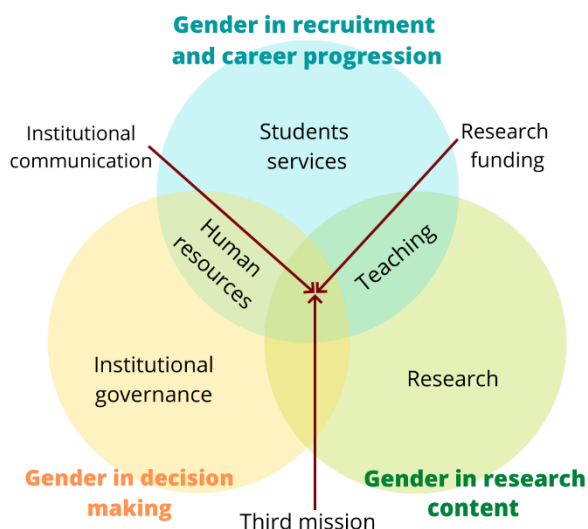 Gender in recruitment
and career progression
Institutional
communication
Students
services
Research
funding
Human
resources
Teaching
Institutional
governance
Research
Gender in decision
making
Gender in research
content
Third mission